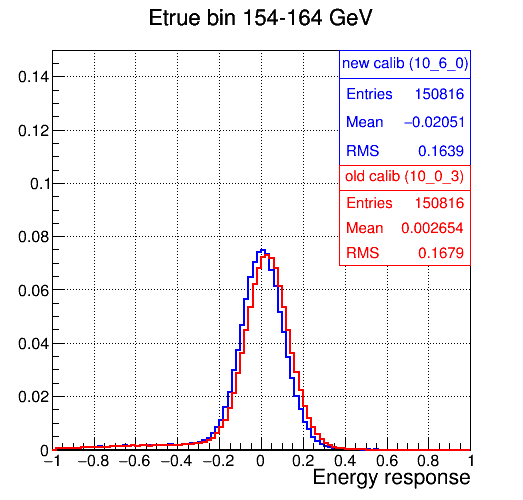 Etrue bin 154-164 GeV
new calib (10_6_0)
Entries 150816
Mean −0.02051
RMS 0.1639
old calib (10_0_3)
Entries 150816
Mean 0.002654
RMS 0.1679
0.14
0.12
0.1
0.08
0.06
0.04
0.02
0
−1 −0.8 −0.6 −0.4 −0.2 0 0.2 0.4 0.6 0.8 1
Energy response